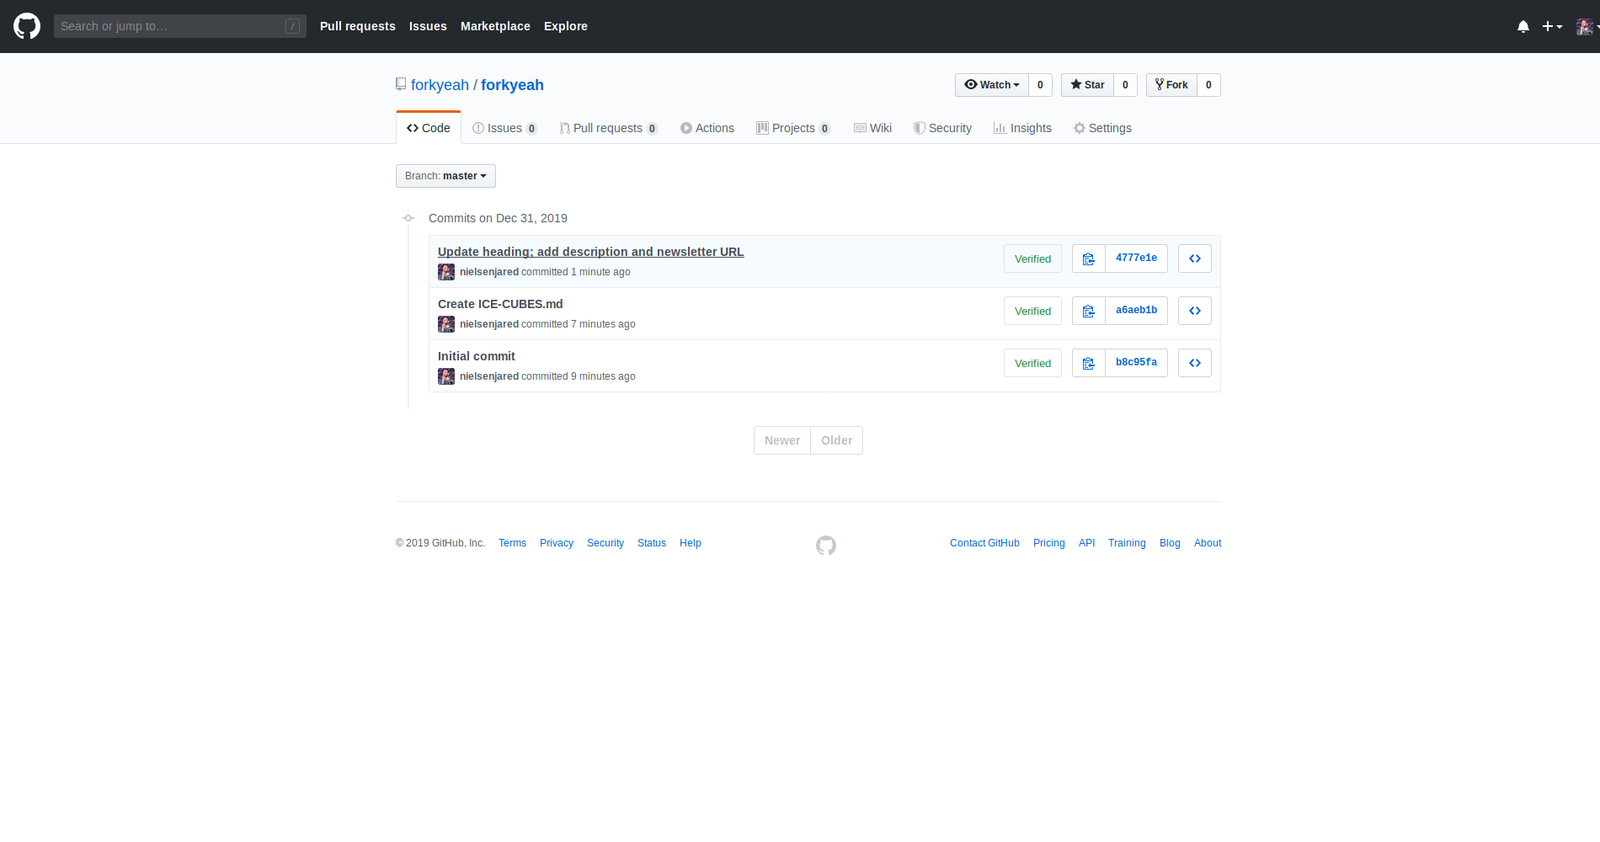 Search or jump to… / Pull requests Issues Marketplace Explore
forkyeah / forkyeah Watch 0 Star 0 Fork 0
Code Issues 0 Pull requests 0 Actions Projects 0 Wiki Security Insights Settings
Branch: master
Commits on Dec 31, 2019
Update heading; add description and newsletter URL
nielsenjared committed 1 minute ago
Verified 4777e1e
Create ICE-CUBES.md
nielsenjared committed 7 minutes ago
Verified a6aeb1b
Initial commit
nielsenjared committed 9 minutes ago
Verified b8c95fa
Newer Older
© 2019 GitHub, Inc. Terms Privacy Security Status Help Contact GitHub Pricing API Training Blog About